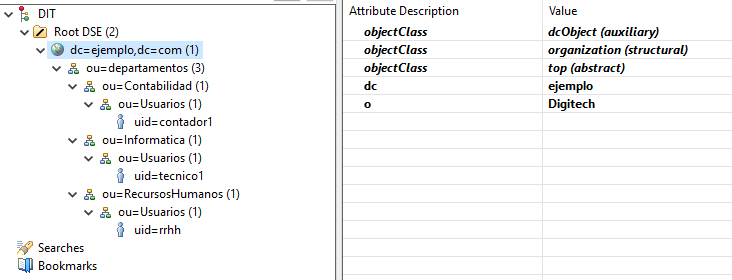 DIT
Root DSE (2)
dc=ejemplo,dc=com (1)
ou=departamentos (3)
ou=Contabilidad (1)
ou=Usuarios (1)
uid=contador1
ou=Informatica (1)
ou=Usuarios (1)
uid=tecnico1
ou=RecursosHumanos (1)
ou=Usuarios (1)
uid=rrhh
Searches
Bookmarks
Attribute Description Value
objectClass dcObject (auxiliary)
objectClass organization (structural)
objectClass top (abstract)
dc ejemplo
o Digitech